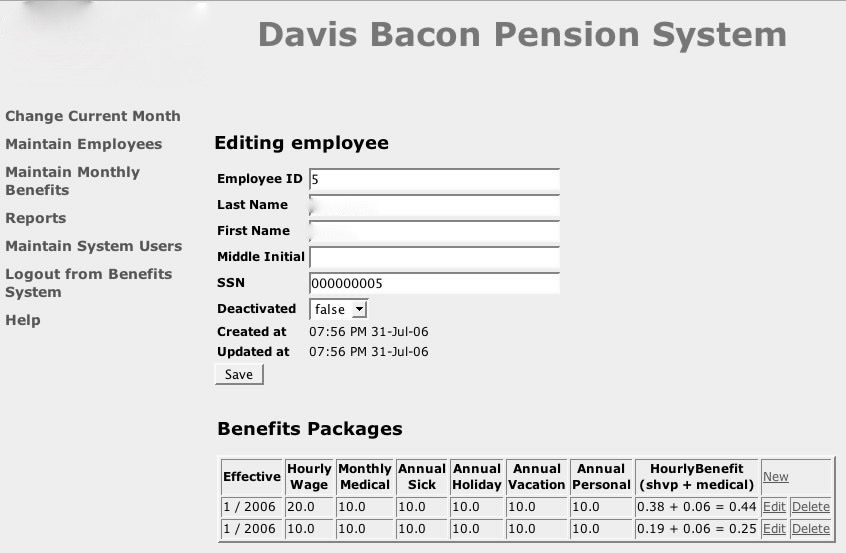 Davis Bacon Pension System
Change Current Month
Maintain Employees
Maintain Monthly
Benefits
Reports
Maintain System Users
Logout from Benefits
System
Help
Editing employee
Employee ID 5
Last Name
First Name
Middle Initial
SSN 000000005
Deactivated false
Created at 07:56 PM 31-Jul-06
Updated at 07:56 PM 31-Jul-06
Save
Benefits Packages
Effective Hourly Wage Monthly Medical Annual Sick Annual Holiday Annual Vacation Annual Personal HourlyBenefit (shvp + medical) New
1 / 2006 20.0 10.0 10.0 10.0 10.0 10.0 0.38 + 0.06 = 0.44 Edit Delete
1 / 2006 10.0 10.0 10.0 10.0 10.0 10.0 0.19 + 0.06 = 0.25 Edit Delete